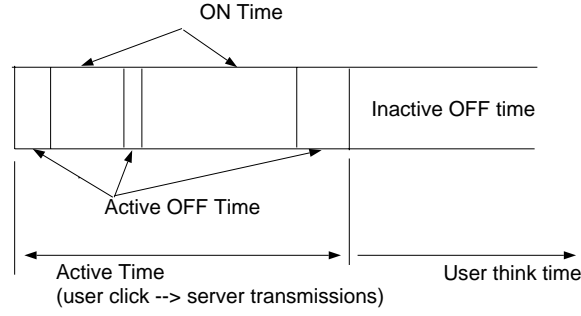 ON Time
Inactive OFF time
Active OFF Time
Active Time
(user click --> server transmissions)
User think time